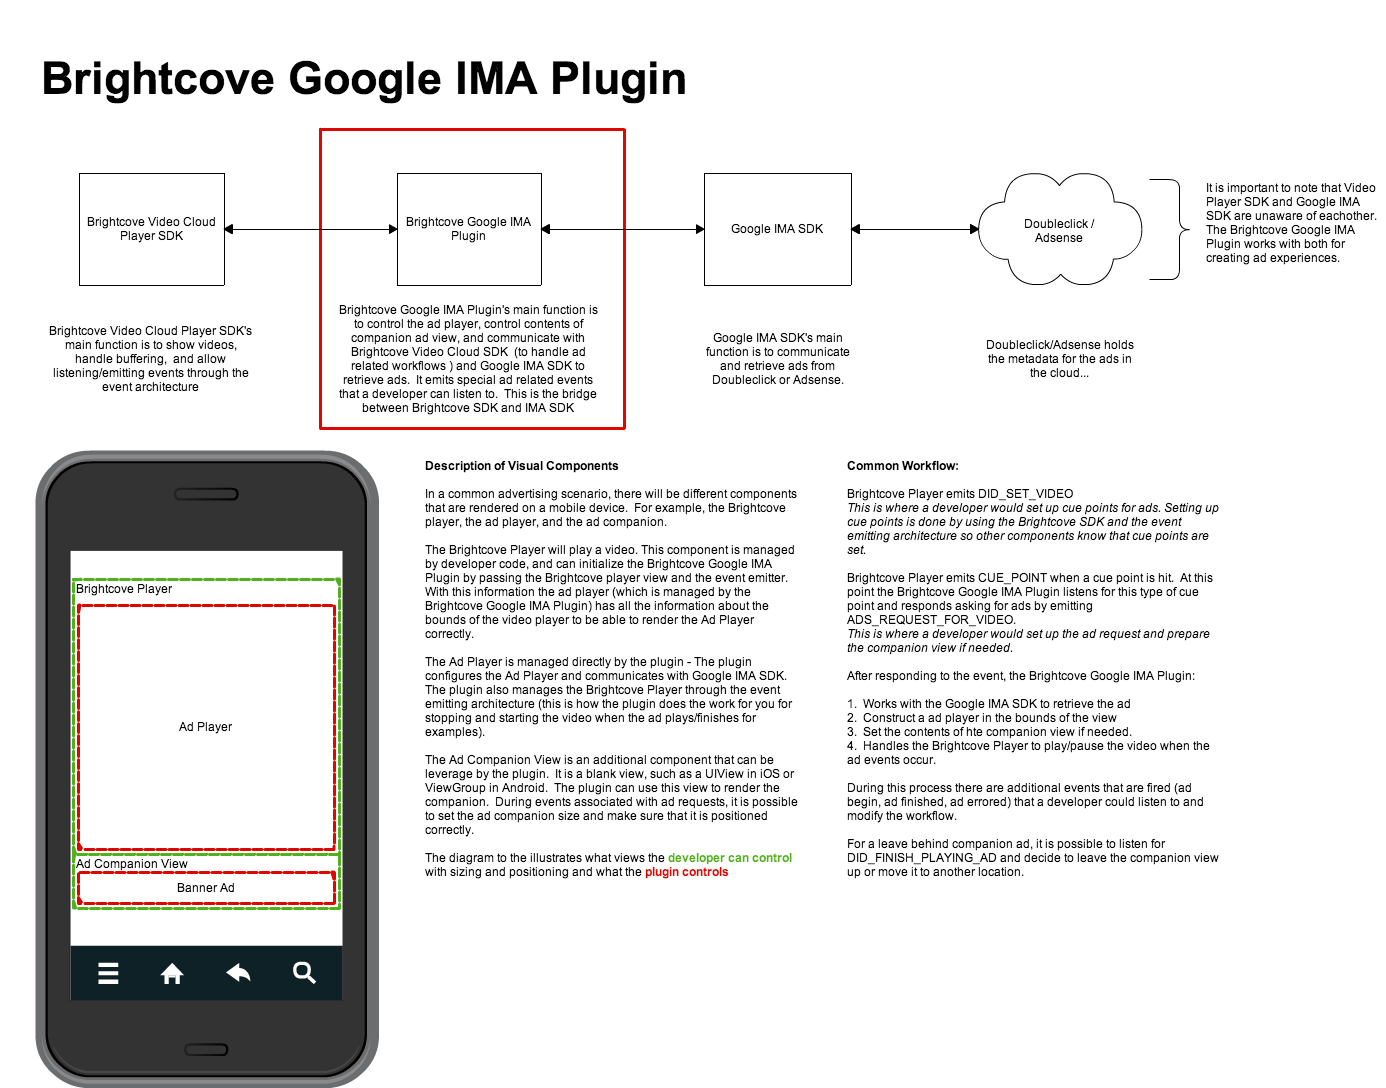 Brightcove Google IMA Plugin
Brightcove Video Cloud
Player SDK
Brightcove Google IMA
Plugin
Google IMA SDK
Doubleclick /
Adsense
It is important to note that Video
Player SDK and Google IMA
SDK are unaware of eachother.
The Brightcove Google IMA
Plugin works with both for
creating ad experiences.
Brightcove Video Cloud Player SDK's
main function is to show videos,
handle buffering,  and allow
listening/emitting events through the
event architecture
Brightcove Google IMA Plugin's main function is
to control the ad player, control contents of
companion ad view, and communicate with
Brightcove Video Cloud SDK  (to handle ad
related workflows ) and Google IMA SDK to
retrieve ads.  It emits special ad related events
that a developer can listen to.  This is the bridge
between Brightcove SDK and IMA SDK
Google IMA SDK's main
function is to communicate
and retrieve ads from
Doubleclick or Adsense.
Doubleclick/Adsense holds
the metadata for the ads in
the cloud...
Brightcove Player
Ad Player
Ad Companion View
Banner Ad
Description of Visual Components
In a common advertising scenario, there will be different components
that are rendered on a mobile device.  For example, the Brightcove
player, the ad player, and the ad companion.
The Brightcove Player will play a video. This component is managed
by developer code, and can initialize the Brightcove Google IMA
Plugin by passing the Brightcove player view and the event emitter.
With this information the ad player (which is managed by the
Brightcove Google IMA Plugin) has all the information about the
bounds of the video player to be able to render the Ad Player
correctly.
The Ad Player is managed directly by the plugin - The plugin
configures the Ad Player and communicates with Google IMA SDK.
The plugin also manages the Brightcove Player through the event
emitting architecture (this is how the plugin does the work for you for
stopping and starting the video when the ad plays/finishes for
examples).
The Ad Companion View is an additional component that can be
leverage by the plugin.  It is a blank view, such as a UIView in iOS or
ViewGroup in Android.  The plugin can use this view to render the
companion.  During events associated with ad requests, it is possible
to set the ad companion size and make sure that it is positioned
correctly.
The diagram to the illustrates what views the developer can control
with sizing and positioning and what the plugin controls
Common Workflow:
Brightcove Player emits DID_SET_VIDEO
This is where a developer would set up cue points for ads. Setting up
cue points is done by using the Brightcove SDK and the event
emitting architecture so other components know that cue points are
set.
Brightcove Player emits CUE_POINT when a cue point is hit.  At this
point the Brightcove Google IMA Plugin listens for this type of cue
point and responds asking for ads by emitting
ADS_REQUEST_FOR_VIDEO.
This is where a developer would set up the ad request and prepare
the companion view if needed.
After responding to the event, the Brightcove Google IMA Plugin:
1.  Works with the Google IMA SDK to retrieve the ad
2.  Construct a ad player in the bounds of the view
3.  Set the contents of hte companion view if needed.
4.  Handles the Brightcove Player to play/pause the video when the
ad events occur.
During this process there are additional events that are fired (ad
begin, ad finished, ad errored) that a developer could listen to and
modify the workflow.
For a leave behind companion ad, it is possible to listen for
DID_FINISH_PLAYING_AD and decide to leave the companion view
up or move it to another location.